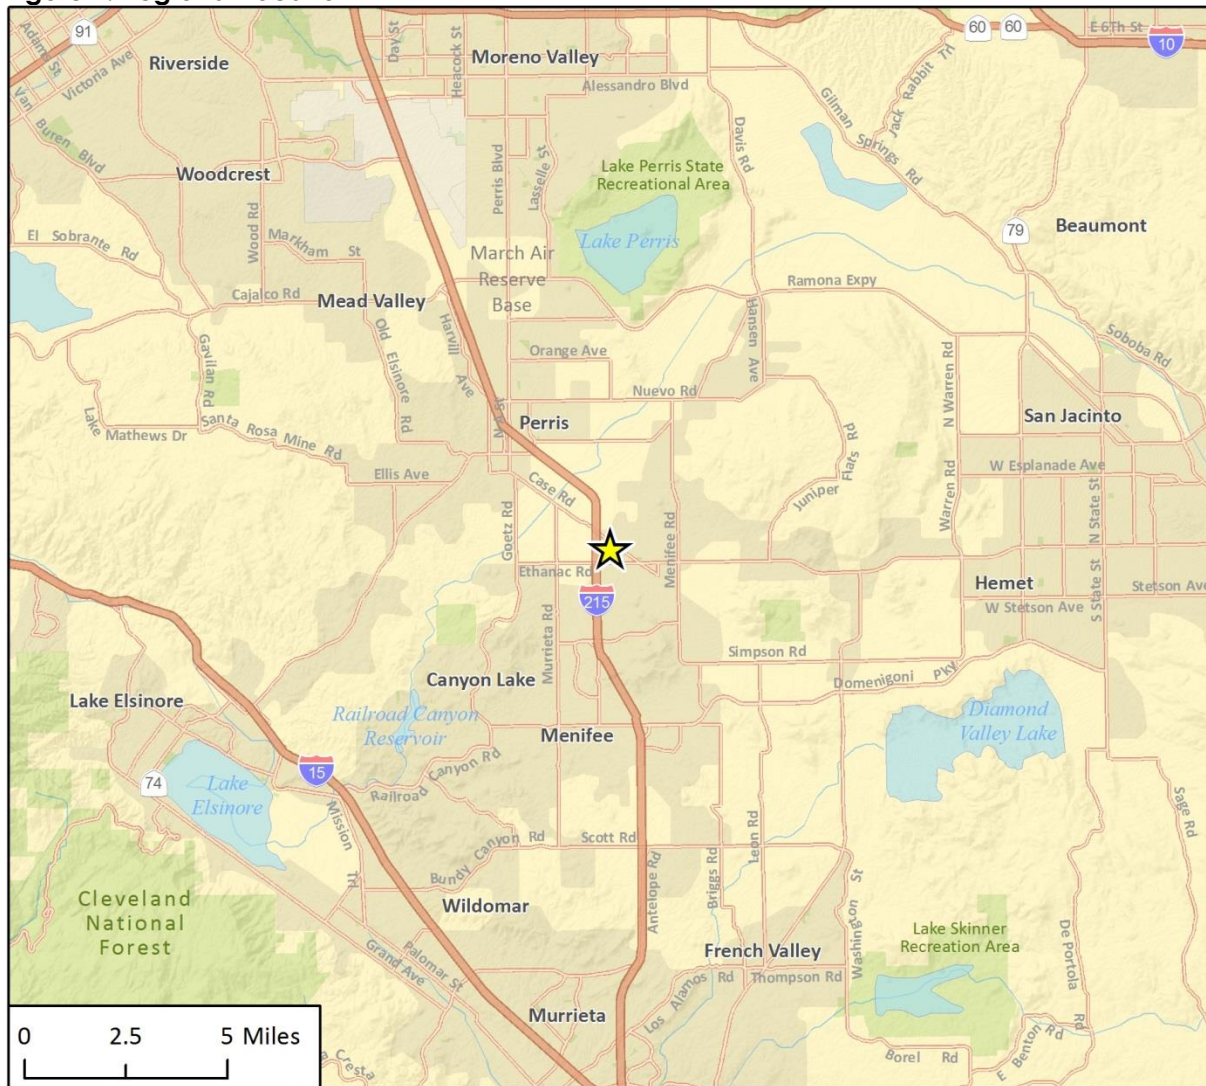 91
Adams St
Victoria Ave
Riverside
Day St
Heacock St
Moreno Valley
Alessandro Blvd
60
60
E 6Th St
10
Jack Rabbit Trl
Gilman Springs Rd
Van Buren Blvd
Woodcrest
Perris Blvd
Lasselle St
Lake Perris State
Recreational Area
Davis Rd
Lake Perris
79
Beaumont
El Sobrante Rd
Wood Rd
Markham St
March Air
Reserve
Base
Ramona Expy
Cajalco Rd
Mead Valley
Harvill Ave
Old Elsinore Rd
Gavilan Rd
Orange Ave
Hansen Ave
Nuevo Rd
N Warren Rd
Soboba Rd
Lake Mathews Dr
Santa Rosa Mine Rd
Perris
San Jacinto
Ellis Ave
Case Rd
Juniper Flats Rd
W Esplanade Ave
Warren Rd
N State St
Goetz Rd
Menifee Rd
Ethanac Rd
215
Hemet
Stetson Ave
W Stetson Ave
S State St
Murrieta Rd
Simpson Rd
Domenigoni Pky
Canyon Lake
Lake Elsinore
Railroad Canyon
Reservoir
Menifee
Diamond
Valley Lake
74
Lake
Elsinore
15
Railroad Canyon Rd
Mission Trl
Bundy Canyon Rd
Scott Rd
Leon Rd
Briggs Rd
Antelope Rd
Sage Rd
Cleveland
National
Forest
Wildomar
Washington St
Lake Skinner
Recreation Area
De Portola Rd
Palomar St
Grand Ave
French Valley
Thompson Rd
Los Alamos Rd
Murrieta
Borel Rd
E Benton Rd
0 2.5 5 Miles
Cresta